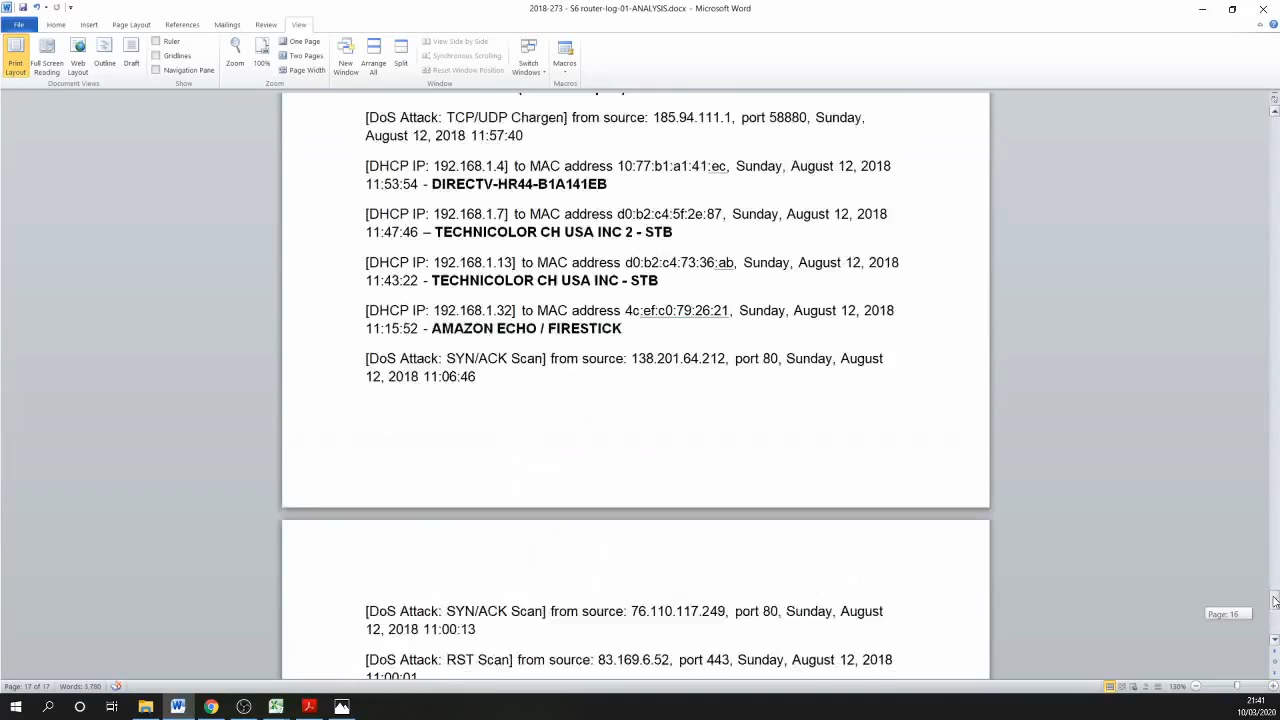 2018-273 - S6 router-log-01-ANALYSIS.docx - Microsoft Word
File Home Insert Page Layout References Mailings Review View
Print Layout
Full Screen Reading
Web Layout
Outline
Draft
Ruler
Gridlines
Navigation Pane
Zoom
100%
One Page
Two Pages
Page Width
New Window
Arrange All
Split
View Side by Side
Synchronous Scrolling
Reset Window Position
Switch Windows
Macros
Document Views Show Zoom Window Macros
[DoS Attack: TCP/UDP Chargen] from source: 185.94.111.1, port 58880, Sunday,
August 12, 2018 11:57:40
[DHCP IP: 192.168.1.4] to MAC address 10:77:b1:a1:41:ec, Sunday, August 12, 2018
11:53:54 - DIRECTV-HR44-B1A141EB
[DHCP IP: 192.168.1.7] to MAC address d0:b2:c4:5f:2e:87, Sunday, August 12, 2018
11:47:46 – TECHNICOLOR CH USA INC 2 - STB
[DHCP IP: 192.168.1.13] to MAC address d0:b2:c4:73:36:ab, Sunday, August 12, 2018
11:43:22 - TECHNICOLOR CH USA INC - STB
[DHCP IP: 192.168.1.32] to MAC address 4c:ef:c0:79:26:21, Sunday, August 12, 2018
11:15:52 - AMAZON ECHO / FIRESTICK
[DoS Attack: SYN/ACK Scan] from source: 138.201.64.212, port 80, Sunday, August
12, 2018 11:06:46
[DoS Attack: SYN/ACK Scan] from source: 76.110.117.249, port 80, Sunday, August
12, 2018 11:00:13
[DoS Attack: RST Scan] from source: 83.169.6.52, port 443, Sunday, August 12, 2018
11:00:01
Page: 16
Page: 17 of 17 Words: 3,780
130%
21:41
10/03/2020